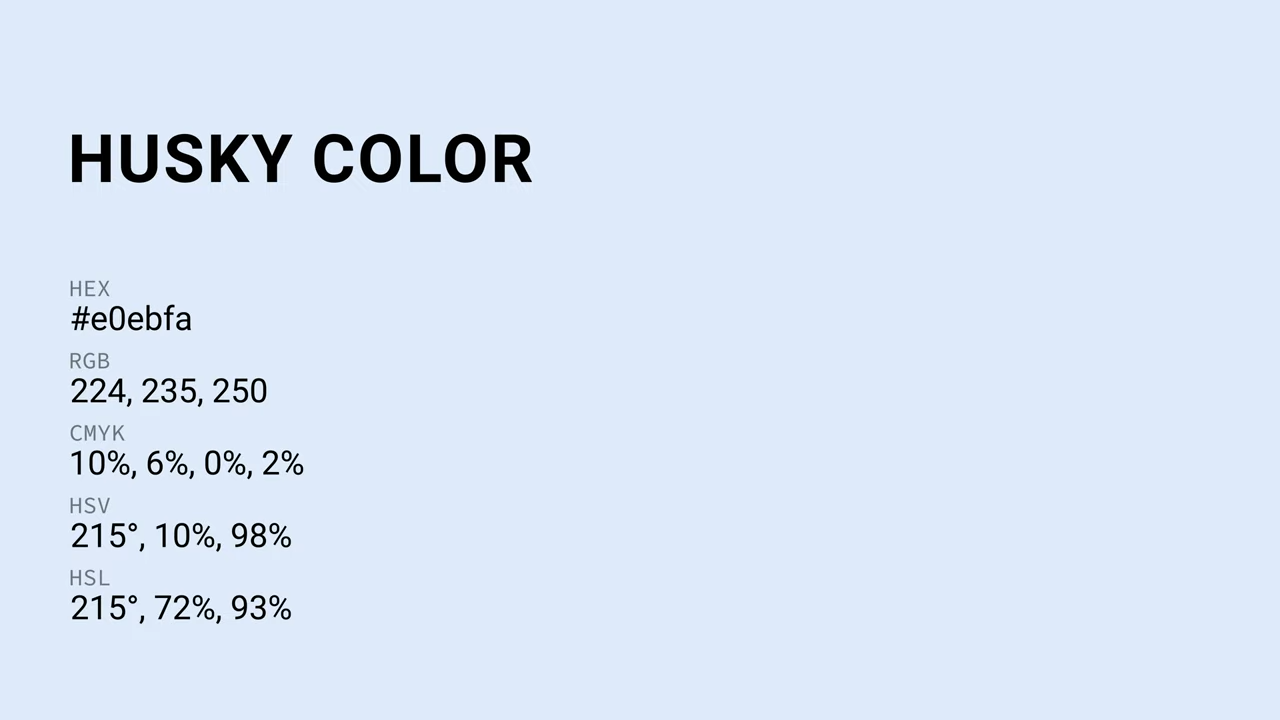 HUSKY COLOR
HEX
#e0ebfa
RGB
224, 235, 250
CMYK
10%, 6%, 0%, 2%
HSV
215°, 10%, 98%
HSL
215°, 72%, 93%